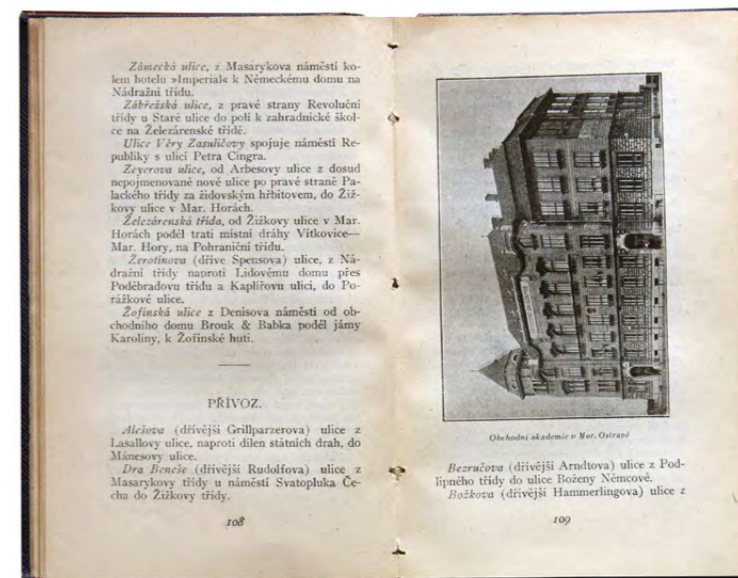 Zámecká ulice, z Masarykova náměstí ko-
lem hotelu »Imperial« k Německému domu na
Nádražní třídu.
Zábřežská ulice, z pravé strany Revoluční
třídy u Staré ulice do polí k zahradnické škol-
ce na Železárenské třídě.
Ulice Věry Zasuličovy spojuje náměstí Re-
publiky s ulicí Petra Cingra.
Zeyerova ulice, od Arbesovy ulice z dosud
nepojmenované nové ulice po pravé straně Pa-
lackého třídy za židovským hřbitovem, do Žiž-
kovy ulice v Mar. Horách.
Železárenská třída, od Žižkovy ulice v Mar.
Horách podél trati místní dráhy Vítkovice—
Mar. Hory, na Pohraniční třídu.
Žerotínova (dříve Spensova) ulice, z Ná-
dražní třídy naproti Lidovému domu přes
Poděbradovu třídu a Kaplířovu ulici, do Po-
rážkové ulice.
Žofinská ulice z Denisova náměstí od ob-
chodního domu Brouk & Babka podél jámy
Karoliny, k Žofinské huti.
PŘÍVOZ.
Alešova (dřívější Grillparzerova) ulice z
Lasallovy ulice, naproti dílen státních drah, do
Mánesovy ulice.
Dra Beneše (dřívější Rudolfova) ulice z
Masarykovy třídy u náměstí Svatopluka Če-
cha do Žižkovy třídy.
108
Obchodní akademie v Mor. Ostravě
Bezručova (dřívější Arndtova) ulice z Pod-
lipného třídy do ulice Boženy Němcové.
Božkova (dřívější Hammerlingova) ulice z
109